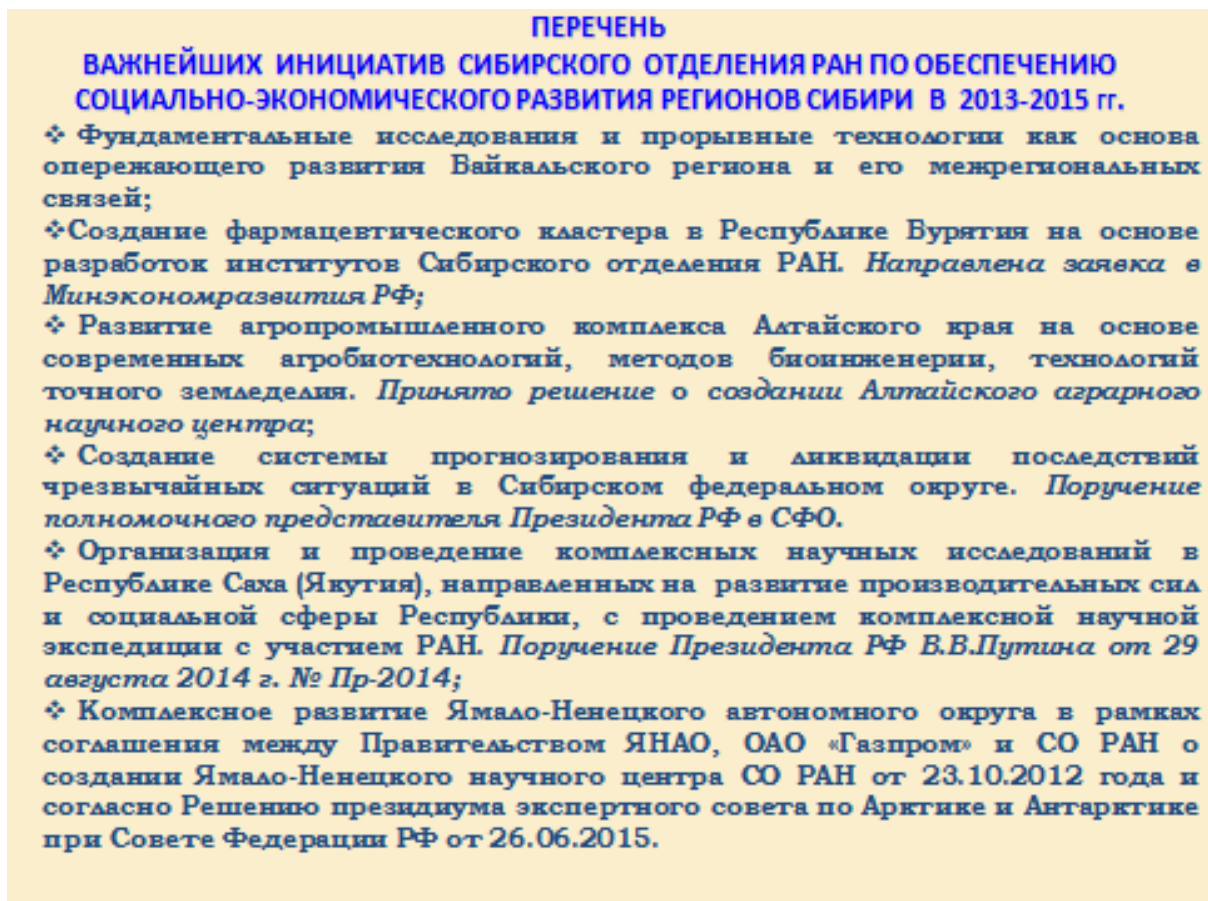 ПЕРЕЧЕНЬ
ВАЖНЕЙШИХ ИНИЦИАТИВ СИБИРСКОГО ОТДЕЛЕНИЯ РАН ПО ОБЕСПЕЧЕНИЮ
СОЦИАЛЬНО-ЭКОНОМИЧЕСКОГО РАЗВИТИЯ РЕГИОНОВ СИБИРИ В 2013-2015 гг.
❖ Фундаментальные исследования и прорывные технологии как основа
опережающего развития Байкальского региона и его межрегиональных
связей;
❖Создание фармацевтического кластера в Республике Бурятия на основе
разработок институтов Сибирского отделения РАН. Направлена заявка в
Минэкономразвития РФ;
❖ Развитие агропромышленного комплекса Алтайского края на основе
современных агробиотехнологий, методов биоинженерии, технологий
точного земледелия. Принято решение о создании Алтайского аграрного
научного центра;
❖ Создание системы прогнозирования и ликвидации последствий
чрезвычайных ситуаций в Сибирском федеральном округе. Поручение
полномочного представителя Президента РФ в СФО.
❖ Организация и проведение комплексных научных исследований в
Республике Саха (Якутия), направленных на развитие производительных сил
и социальной сферы Республики, с проведением комплексной научной
экспедиции с участием РАН. Поручение Президента РФ В.В.Путина от 29
августа 2014 г. № Пр-2014;
❖ Комплексное развитие Ямало-Ненецкого автономного округа в рамках
соглашения между Правительством ЯНАО, ОАО «Газпром» и СО РАН о
создании Ямало-Ненецкого научного центра СО РАН от 23.10.2012 года и
согласно Решению президиума экспертного совета по Арктике и Антарктике
при Совете Федерации РФ от 26.06.2015.